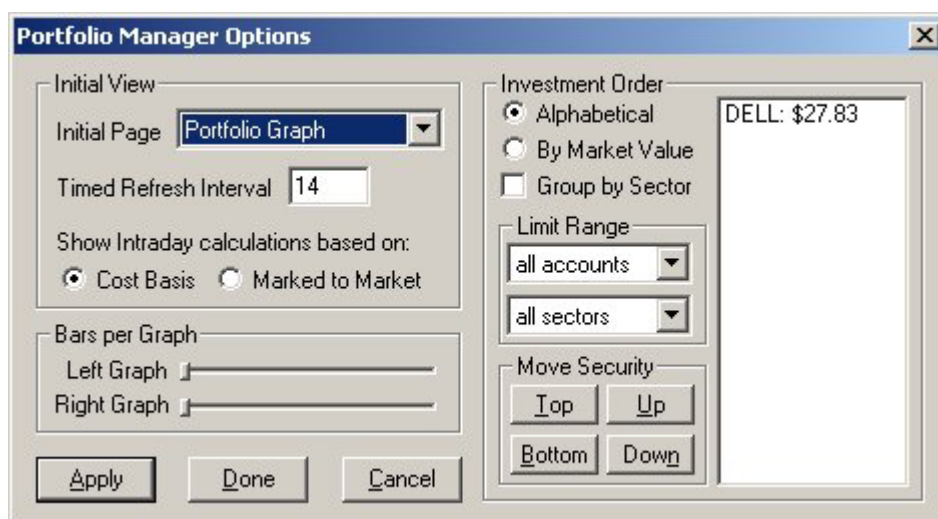 Portfolio Manager Options
Initial View
Initial Page Portfolio Graph
Timed Refresh Interval 14
Show Intraday calculations based on:
Cost Basis Marked to Market
Bars per Graph
Left Graph
Right Graph
Apply Done Cancel
Investment Order
Alphabetical
By Market Value
Group by Sector
Limit Range
all accounts
all sectors
Move Security
Top Up
Bottom Down
DELL: $27.83